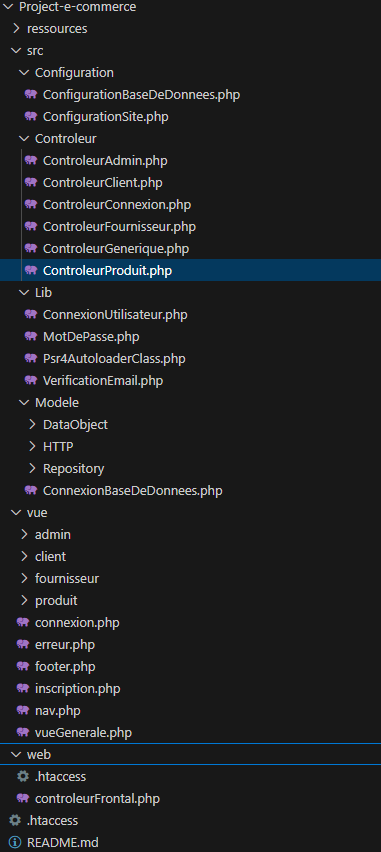 Project-e-commerce
ressources
src
Configuration
ConfigurationBaseDeDonnees.php
ConfigurationSite.php
Controleur
ControleurAdmin.php
ControleurClient.php
ControleurConnexion.php
ControleurFournisseur.php
ControleurGenerique.php
ControleurProduit.php
Lib
ConnexionUtilisateur.php
MotDePasse.php
Psr4AutoloaderClass.php
VerificationEmail.php
Modele
DataObject
HTTP
Repository
ConnexionBaseDeDonnees.php
vue
admin
client
fournisseur
produit
connexion.php
erreur.php
footer.php
inscription.php
nav.php
vueGenerale.php
web
.htaccess
controleurFrontal.php
.htaccess
README.md